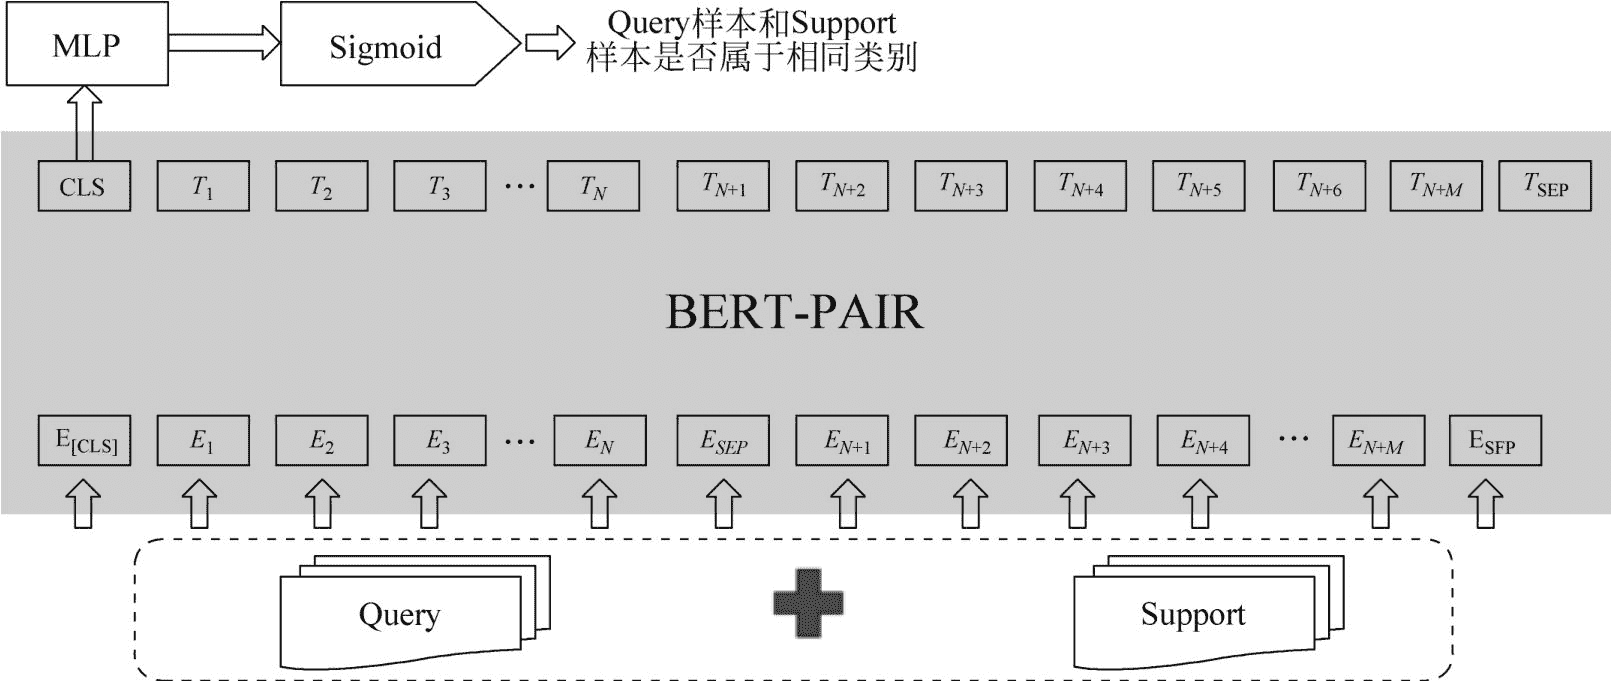 MLP
Sigmoid
Query样本和Support
样本是否属于相同类别
CLS T1 T2 T3 ··· TN TN+1 TN+2 TN+3 TN+4 TN+5 TN+6 TN+M TSEP
BERT-PAIR
E[CLS] E1 E2 E3 ··· EN ESEP EN+1 EN+2 EN+3 EN+4 ··· EN+M ESFP
Query
Support